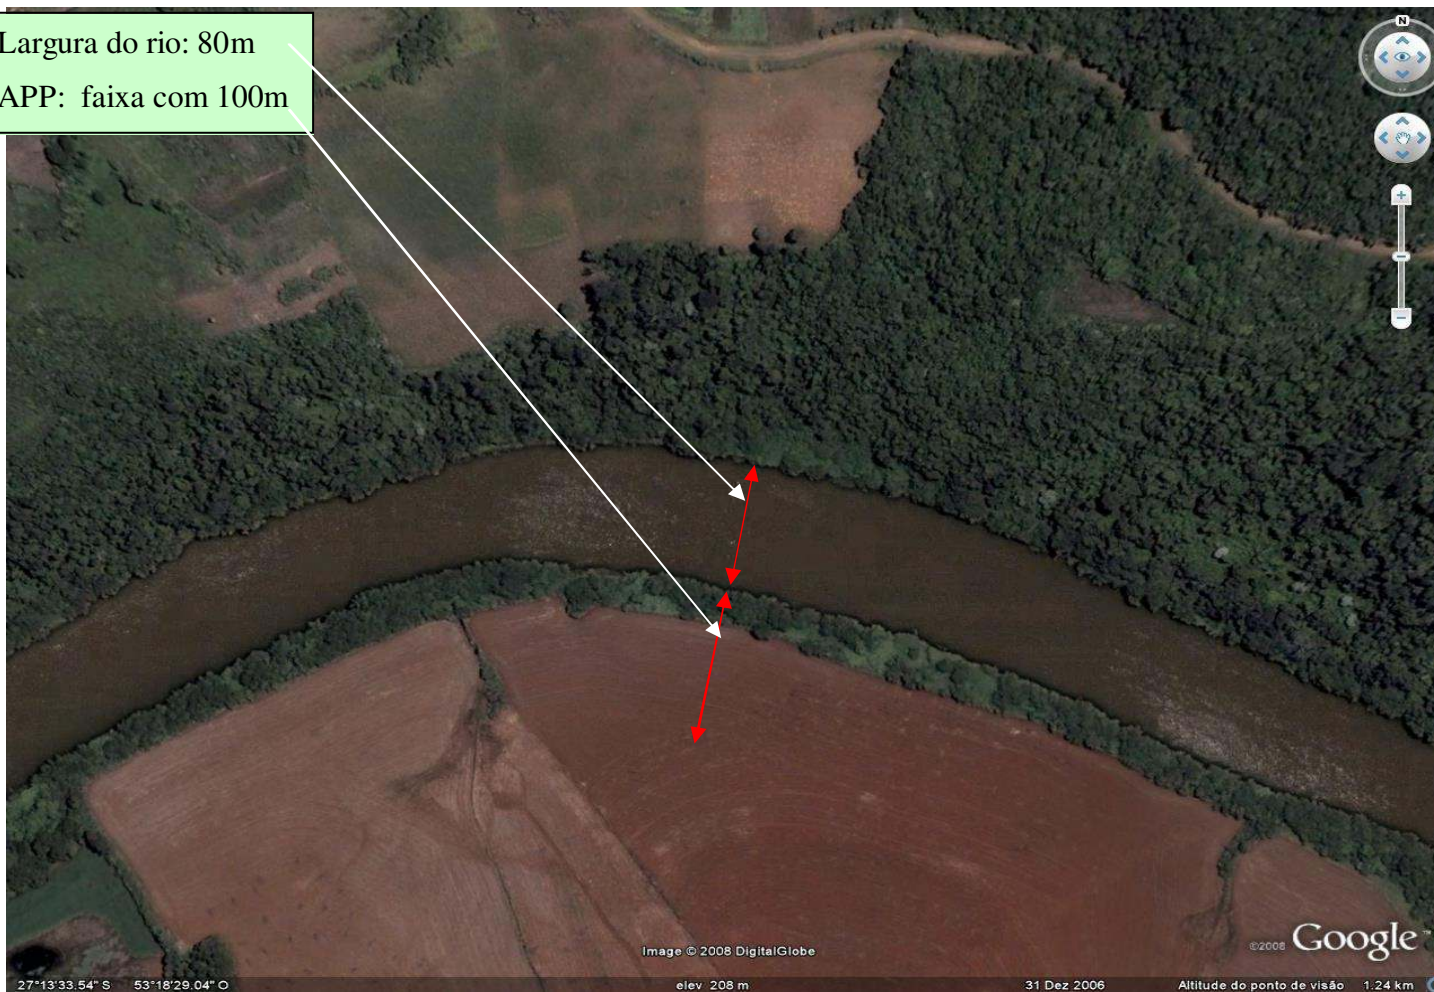 Largura do rio: 80m
APP: faixa com 100m
N
Image © 2008 DigitalGlobe
©2008 Google™
27°13'33.54" S 53°18'29.04" O elev 208 m 31 Dez 2006 Altitude do ponto de visão 1.24 km